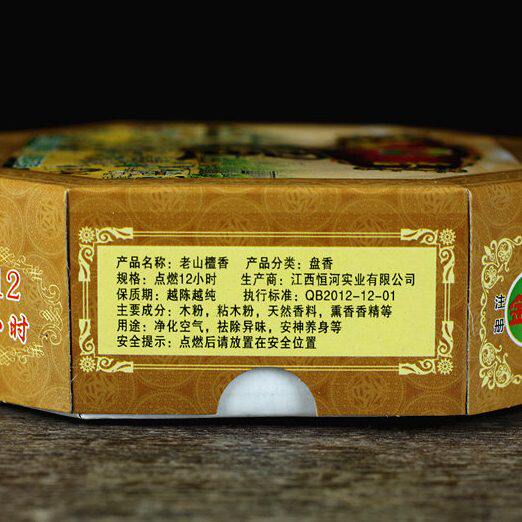 产品名称：老山檀香 产品分类：盘香
规格：点燃12小时 生产商：江西恒河实业有限公司
保质期：越陈越纯 执行标准：QB2012-12-01
主要成分：木粉，粘木粉，天然香料，熏香香精等
用途：净化空气，祛除异味，安神养身等
安全提示：点燃后请放置在安全位置
12
时
注册